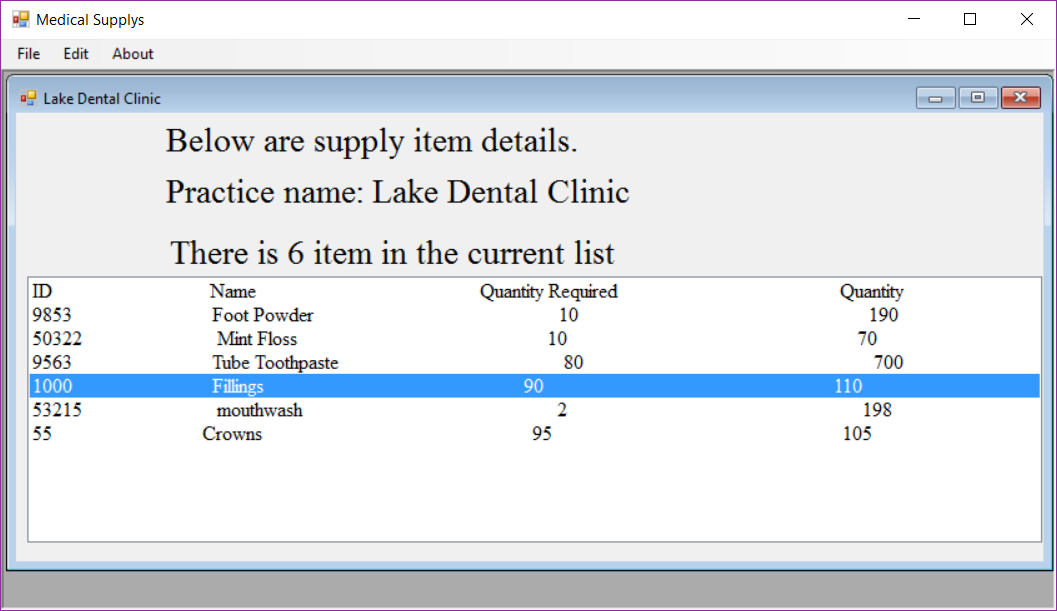 Medical Supplys
File Edit About
Lake Dental Clinic
Below are supply item details.
Practice name: Lake Dental Clinic
There is 6 item in the current list
ID Name Quantity Required Quantity
9853 Foot Powder 10 190
50322 Mint Floss 10 70
9563 Tube Toothpaste 80 700
1000 Fillings 90 110
53215 mouthwash 2 198
55 Crowns 95 105